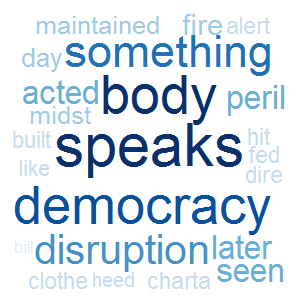 maintained fire alert
day something
acted body peril
midst
built speaks hit
like fed
dire
democracy
bill disruption later
clothe heed charta seen